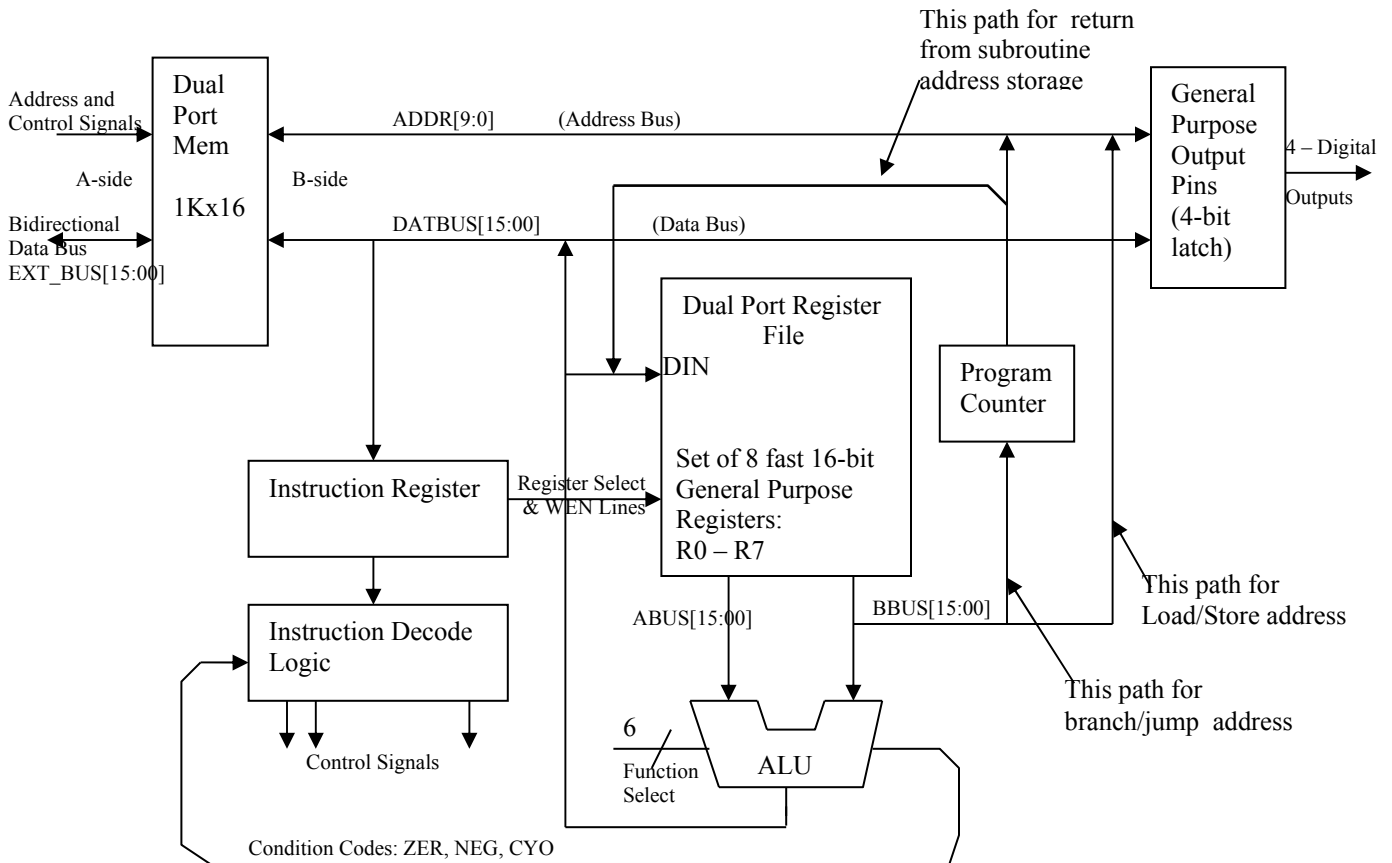 This path for return
from subroutine
address storage
Dual
Port
Mem
1Kx16
General
Purpose
Output
Pins
(4-bit
latch)
Address and
Control Signals
ADDR[9:0] (Address Bus)
4 – Digital
Outputs
A-side
B-side
Bidirectional
Data Bus
EXT_BUS[15:00]
DATBUS[15:00] (Data Bus)
Dual Port Register
File
DIN
Set of 8 fast 16-bit
General Purpose
Registers:
R0 – R7
Program
Counter
Instruction Register
Register Select
& WEN Lines
This path for
Load/Store address
ABUS[15:00]
BBUS[15:00]
Instruction Decode
Logic
This path for
branch/jump address
6
Function
Select
ALU
Control Signals
Condition Codes: ZER, NEG, CYO